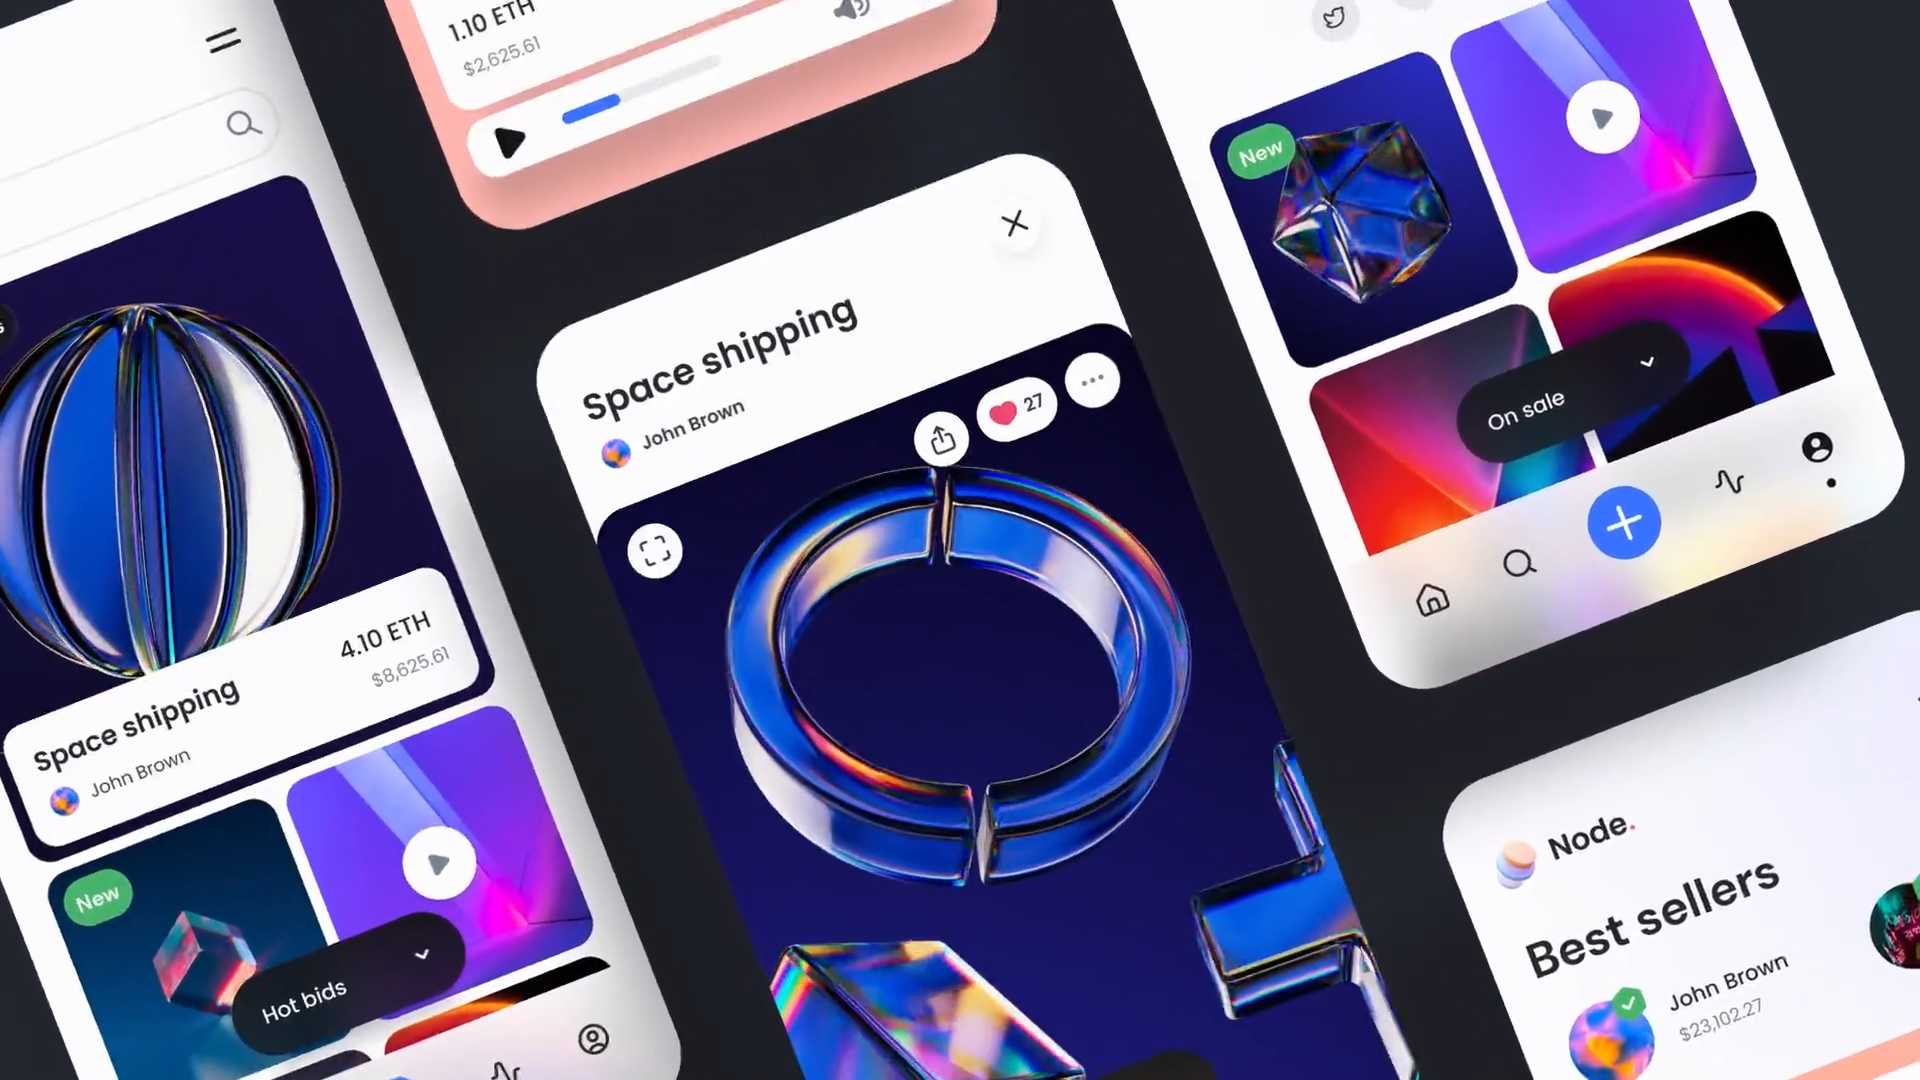 1.10 ETH
$2,625.61
Space shipping
John Brown
4.10 ETH
$8,625.61
New
Hot bids
Space shipping
John Brown
27
New
On sale
Node.
Best sellers
John Brown
$23,102.27